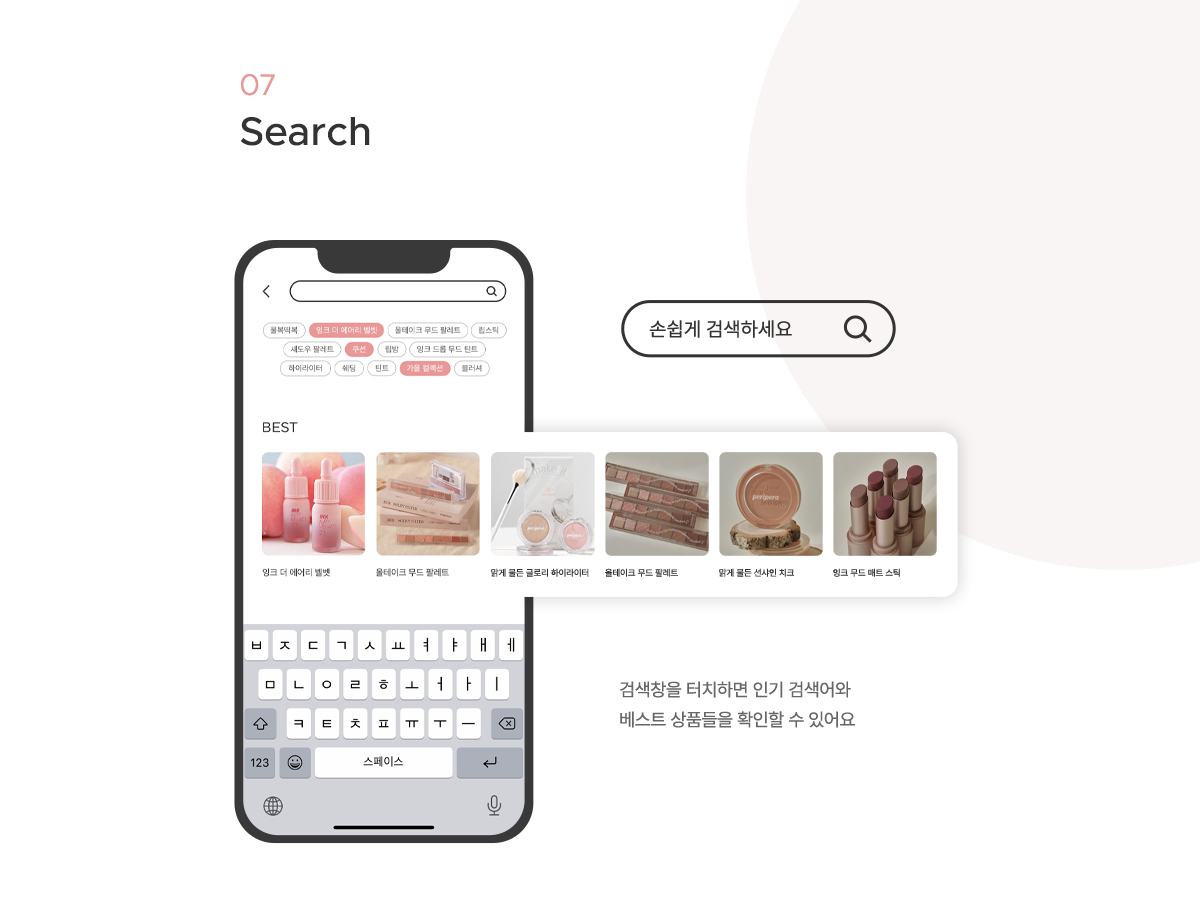 07
Search
물복떡복 잉크 더 에어리 벨벳 올테이크 무드 팔레트 립스틱
섀도우 팔레트 쿠션 립밤 잉크 드롭 무드 틴트
하이라이터 쉐딩 틴트 가을 컬렉션 블러셔
손쉽게 검색하세요
BEST
peripera
peripera
잉크 더 에어리 벨벳
올테이크 무드 팔레트
맑게 물든 글로리 하이라이터
올테이크 무드 팔레트
맑게 물든 선샤인 치크
잉크 무드 매트 스틱
ㅂ ㅈ ㄷ ㄱ ㅅ ㅛ ㅕ ㅑ ㅐ ㅔ
ㅁ ㄴ ㅇ ㄹ ㅎ ㅗ ㅓ ㅏ ㅣ
ㅋ ㅌ ㅊ ㅍ ㅠ ㅜ ㅡ
123 스페이스
검색창을 터치하면 인기 검색어와
베스트 상품들을 확인할 수 있어요